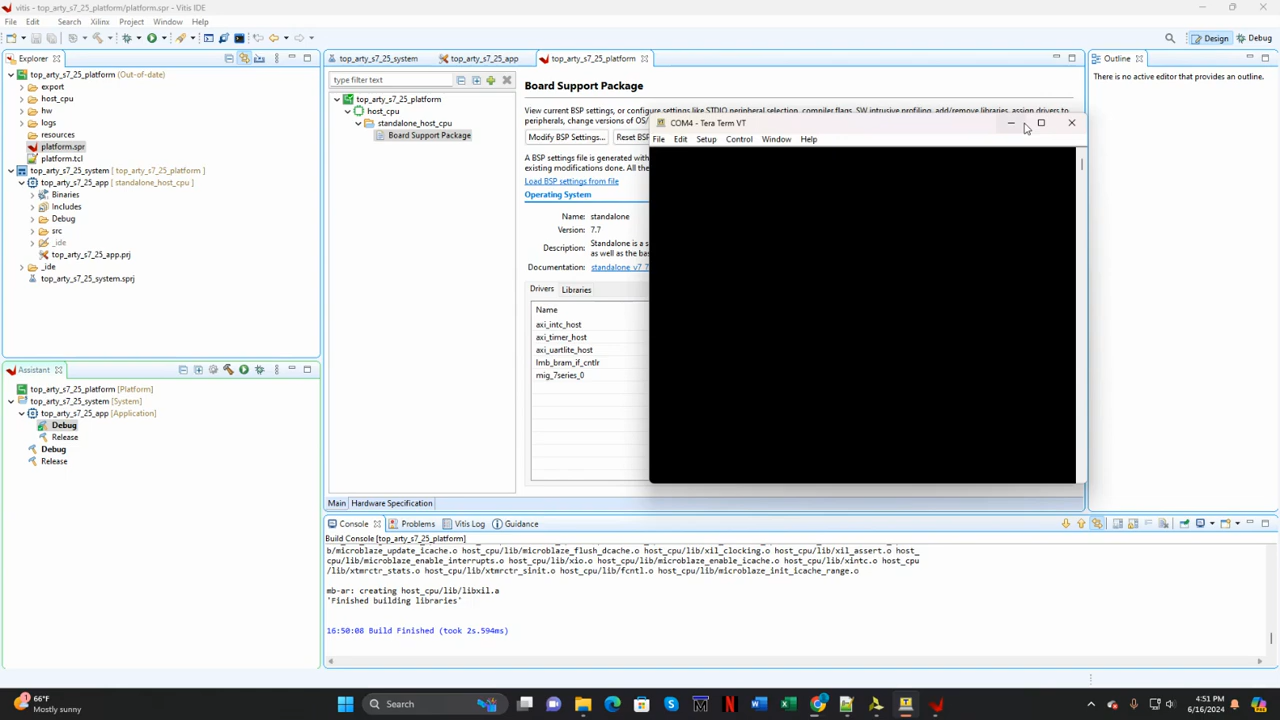 vitis - top_arty_s7_25_platform/platform.spr - Vitis IDE
File Edit Search Xilinx Project Window Help
Design
Debug
Explorer
top_arty_s7_25_platform (Out-of-date)
export
host_cpu
hw
logs
resources
platform.spr
platform.tcl
top_arty_s7_25_system [ top_arty_s7_25_platform ]
top_arty_s7_25_app [ standalone_host_cpu ]
Binaries
Includes
Debug
src
_ide
top_arty_s7_25_app.prj
_ide
top_arty_s7_25_system.sprj
Assistant
top_arty_s7_25_platform [Platform]
top_arty_s7_25_system [System]
top_arty_s7_25_app [Application]
Debug
Release
Debug
Release
top_arty_s7_25_system
top_arty_s7_25_app
top_arty_s7_25_platform
type filter text
top_arty_s7_25_platform
host_cpu
standalone_host_cpu
Board Support Package
Board Support Package
View current BSP settings, or configure settings like STDIO peripheral selection, compiler flags, SW intrusive profiling, add/remove libraries, assign drivers to
peripherals, change versions of OS/
Modify BSP Settings...
Reset BS
A BSP settings file is generated with
existing modifications done. All the
Load BSP settings from file
Operating System
Name: standalone
Version: 7.7
Description: Standalone is a s
as well as the bas
Documentation: standalone_v7_7
Drivers Libraries
Name
axi_intc_host
axi_timer_host
axi_uartlite_host
lmb_bram_if_cntlr
mig_7series_0
Main Hardware Specification
COM4 - Tera Term VT
File Edit Setup Control Window Help
Outline
There is no active editor that provides an outline.
Console Problems Vitis Log Guidance
Build Console [top_arty_s7_25_platform]
b/microblaze_update_icache.o host_cpu/lib/microblaze_flush_dcache.o host_cpu/lib/xil_clocking.o host_cpu/lib/xil_assert.o host_
cpu/lib/microblaze_enable_interrupts.o host_cpu/lib/xio.o host_cpu/lib/microblaze_enable_icache.o host_cpu/lib/xintc.o host_cpu
/lib/xtmrctr_stats.o host_cpu/lib/xtmrctr_sinit.o host_cpu/lib/fcntl.o host_cpu/lib/microblaze_init_icache_range.o
mb-ar: creating host_cpu/lib/libxil.a
'Finished building libraries'
16:50:08 Build Finished (took 2s.594ms)
66°F
Mostly sunny
Search
4:51 PM
6/16/2024